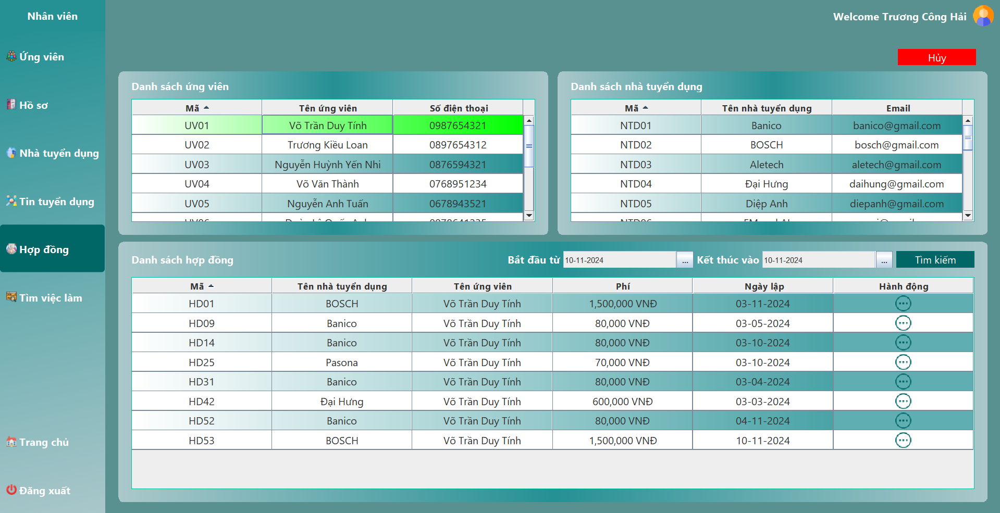 Nhân viên
Welcome Trương Công Hải
Ứng viên
Hồ sơ
Nhà tuyển dụng
Tin tuyển dụng
Hợp đồng
Tìm việc làm
Trang chủ
Đăng xuất
Hủy
Danh sách ứng viên
Mã Tên ứng viên Số điện thoại
UV01 Võ Trần Duy Tính 0987654321
UV02 Trương Kiều Loan 0897654312
UV03 Nguyễn Huỳnh Yến Nhi 0876594321
UV04 Võ Văn Thành 0768951234
UV05 Nguyễn Anh Tuấn 0678943521
Danh sách nhà tuyển dụng
Mã Tên nhà tuyển dụng Email
NTD01 Banico banico@gmail.com
NTD02 BOSCH bosch@gmail.com
NTD03 Aletech aletech@gmail.com
NTD04 Đại Hưng daihung@gmail.com
NTD05 Diệp Anh diepanh@gmail.com
Danh sách hợp đồng Bắt đầu từ 10-11-2024 ... Kết thúc vào 10-11-2024 ... Tìm kiếm
Mã Tên nhà tuyển dụng Tên ứng viên Phí Ngày lập Hành động
HD01 BOSCH Võ Trần Duy Tính 1,500,000 VNĐ 03-11-2024
HD09 Banico Võ Trần Duy Tính 80,000 VNĐ 03-05-2024
HD14 Banico Võ Trần Duy Tính 80,000 VNĐ 03-10-2024
HD25 Pasona Võ Trần Duy Tính 70,000 VNĐ 03-10-2024
HD31 Banico Võ Trần Duy Tính 80,000 VNĐ 03-04-2024
HD42 Đại Hưng Võ Trần Duy Tính 600,000 VNĐ 03-03-2024
HD52 Banico Võ Trần Duy Tính 80,000 VNĐ 04-11-2024
HD53 BOSCH Võ Trần Duy Tính 1,500,000 VNĐ 10-11-2024